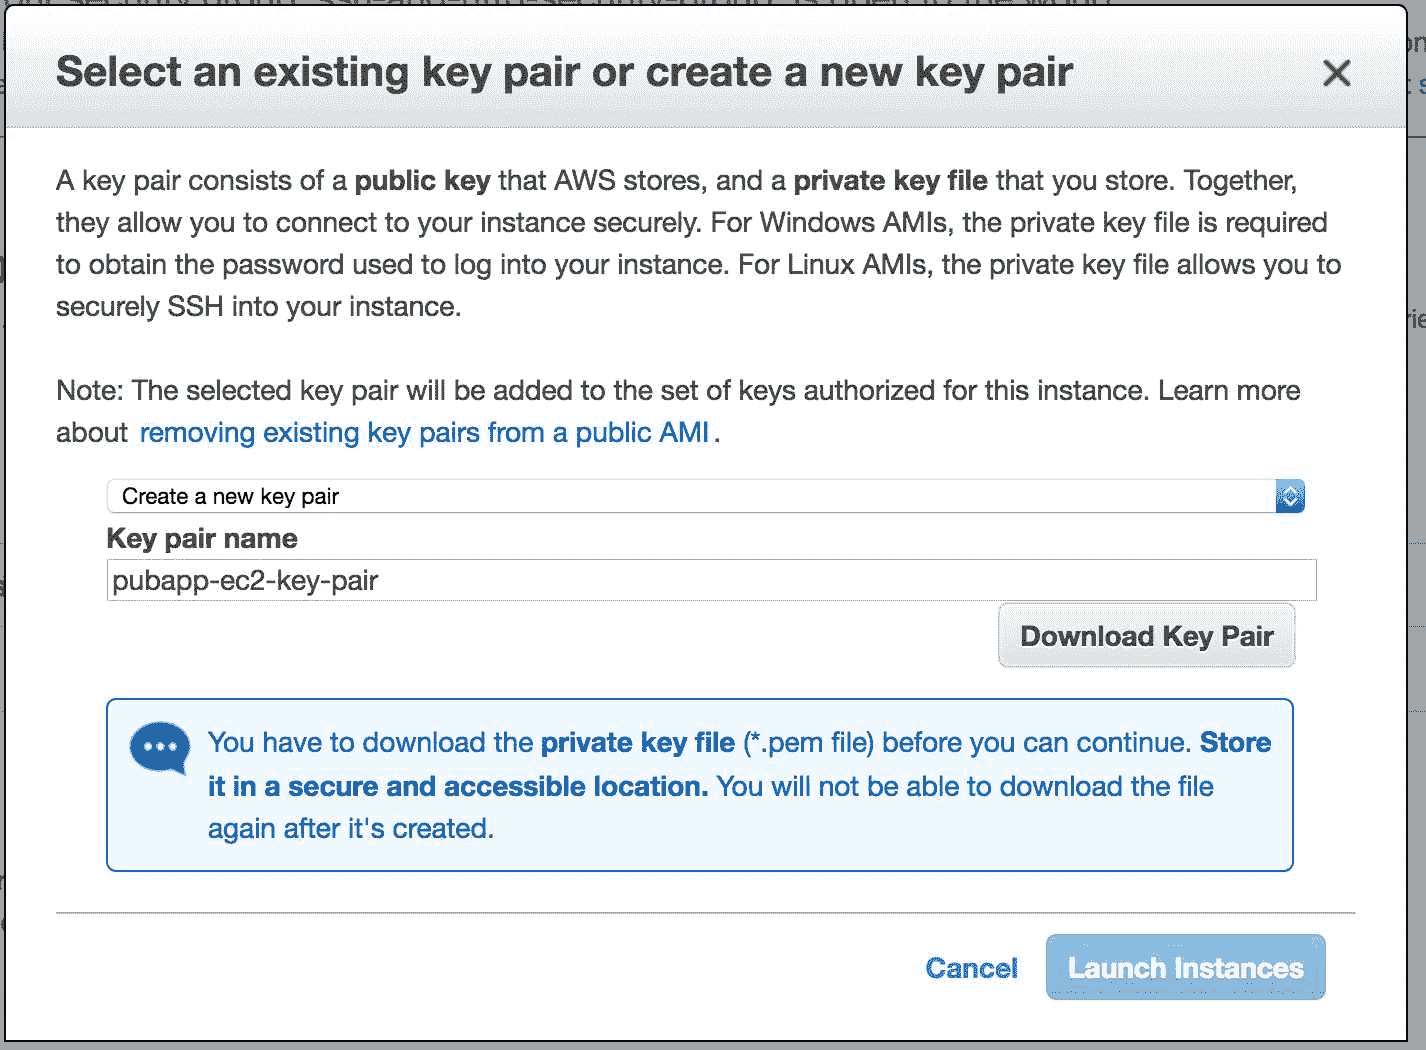 Select an existing key pair or create a new key pair
A key pair consists of a public key that AWS stores, and a private key file that you store. Together,
they allow you to connect to your instance securely. For Windows AMIs, the private key file is required
to obtain the password used to log into your instance. For Linux AMIs, the private key file allows you to
securely SSH into your instance.
Note: The selected key pair will be added to the set of keys authorized for this instance. Learn more
about removing existing key pairs from a public AMI .
Create a new key pair
Key pair name
pubapp-ec2-key-pair
Download Key Pair
You have to download the private key file (*.pem file) before you can continue. Store
it in a secure and accessible location. You will not be able to download the file
again after it's created.
Cancel
Launch Instances